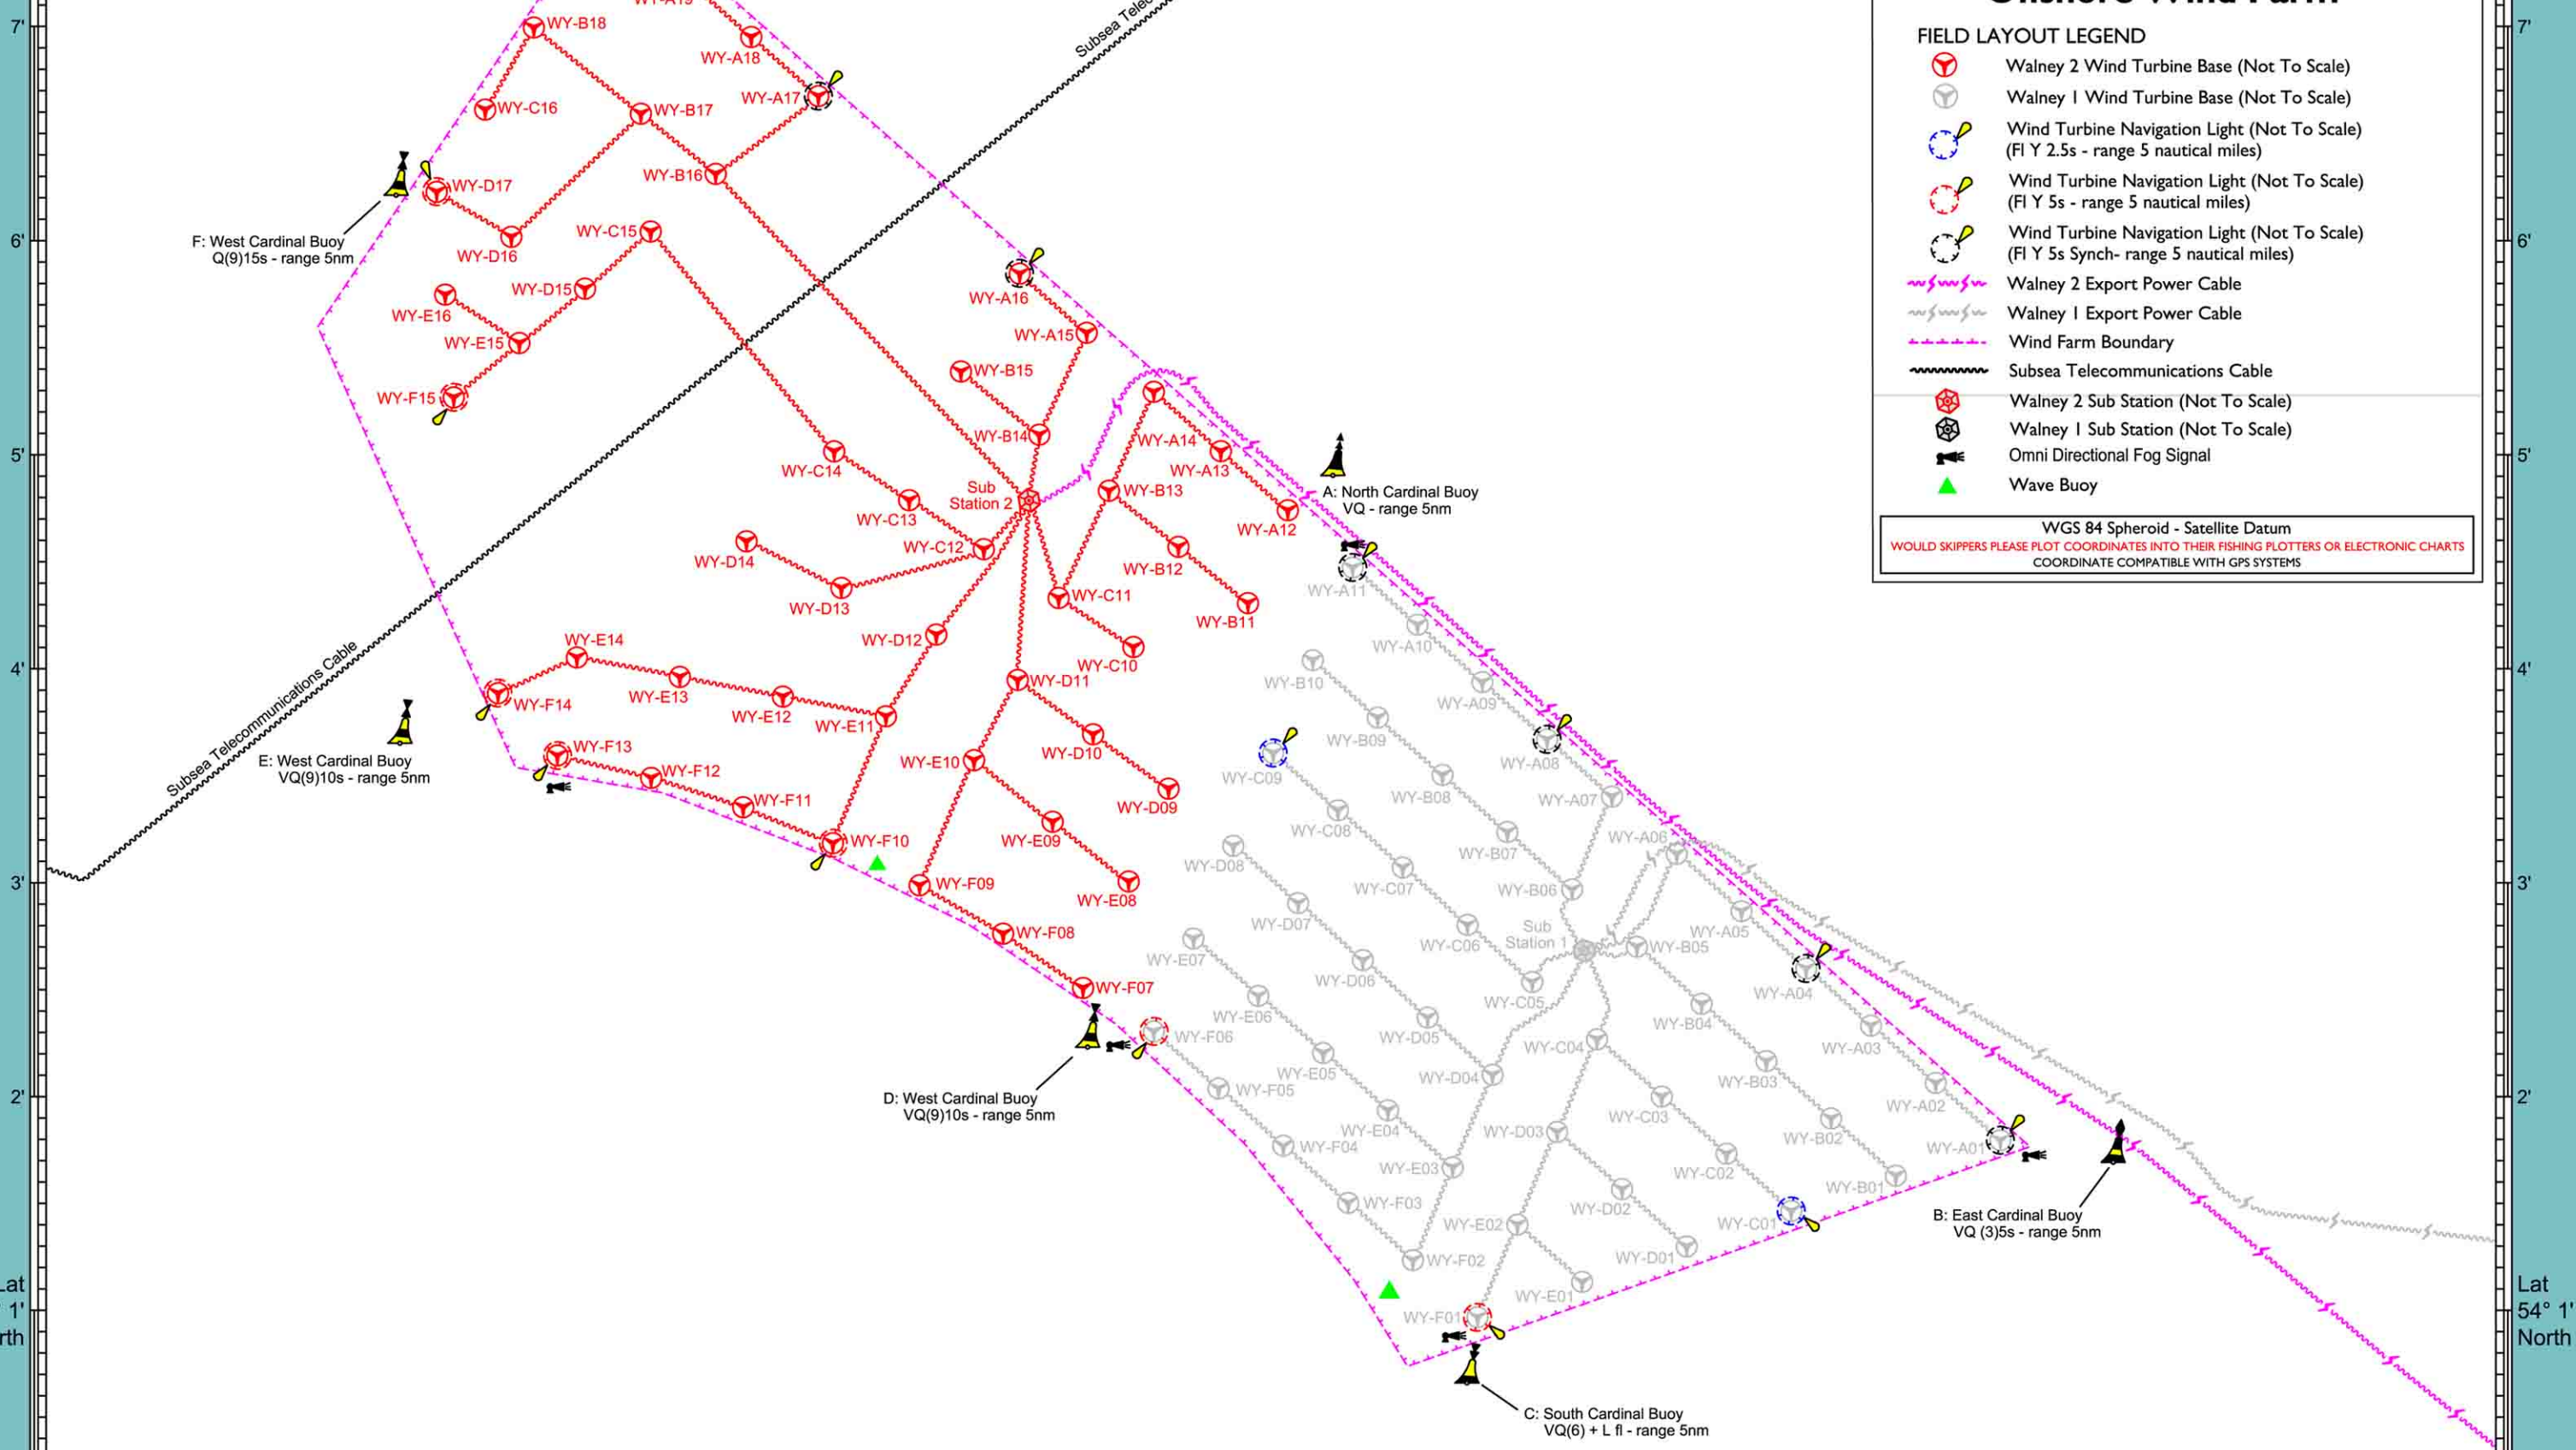 7'
6'
5'
4'
3'
2'
Lat
1'
WY-B18
WY-A18
WY-A17
WY-C16
WY-B17
WY-B16
WY-D17
WY-D16
F: West Cardinal Buoy
Q(9)15s - range 5nm
WY-C15
WY-D15
WY-E16
WY-E15
WY-F15
Subsea Telecommunications Cable
WY-A16
WY-A15
WY-B15
WY-B14
WY-A14
WY-A13
WY-A12
WY-C14
WY-C13
WY-C12
Sub
Station 2
WY-B13
WY-B12
WY-B11
WY-D14
WY-D13
WY-D12
WY-C11
WY-C10
A: North Cardinal Buoy
VQ - range 5nm
WY-A11
WY-A10
WY-A09
WY-A08
WY-A07
WY-A06
WY-A05
WY-A04
WY-A03
WY-A02
WY-A01
WY-E14
WY-E13
WY-E12
WY-E11
WY-F14
WY-F13
WY-F12
WY-F11
WY-F10
WY-D11
WY-D10
WY-D09
WY-E10
WY-E09
WY-E08
WY-F09
WY-F08
WY-F07
E: West Cardinal Buoy
VQ(9)10s - range 5nm
WY-B10
WY-B09
WY-B08
WY-B07
WY-B06
WY-C09
WY-C08
WY-C07
WY-C06
WY-C05
Sub
Station 1
WY-B05
WY-B04
WY-B03
WY-B02
WY-B01
WY-D08
WY-D07
WY-D06
WY-D05
WY-D04
WY-C04
WY-C03
WY-C02
WY-C01
WY-E07
WY-E06
WY-E05
WY-E04
WY-E03
WY-D03
WY-D02
WY-D01
WY-F06
WY-F05
WY-F04
WY-F03
WY-F02
WY-E02
WY-E01
WY-F01
D: West Cardinal Buoy
VQ(9)10s - range 5nm
B: East Cardinal Buoy
VQ (3)5s - range 5nm
C: South Cardinal Buoy
VQ(6) + L fl - range 5nm
Offshore Wind Farm
FIELD LAYOUT LEGEND
Walney 2 Wind Turbine Base (Not To Scale)
Walney 1 Wind Turbine Base (Not To Scale)
Wind Turbine Navigation Light (Not To Scale)
(Fl Y 2.5s - range 5 nautical miles)
Wind Turbine Navigation Light (Not To Scale)
(Fl Y 5s - range 5 nautical miles)
Wind Turbine Navigation Light (Not To Scale)
(Fl Y 5s Synch- range 5 nautical miles)
Walney 2 Export Power Cable
Walney 1 Export Power Cable
Wind Farm Boundary
Subsea Telecommunications Cable
Walney 2 Sub Station (Not To Scale)
Walney 1 Sub Station (Not To Scale)
Omni Directional Fog Signal
Wave Buoy
WGS 84 Spheroid - Satellite Datum
WOULD SKIPPERS PLEASE PLOT COORDINATES INTO THEIR FISHING PLOTTERS OR ELECTRONIC CHARTS
COORDINATE COMPATIBLE WITH GPS SYSTEMS
7'
6'
5'
4'
3'
2'
Lat
54° 1'
North